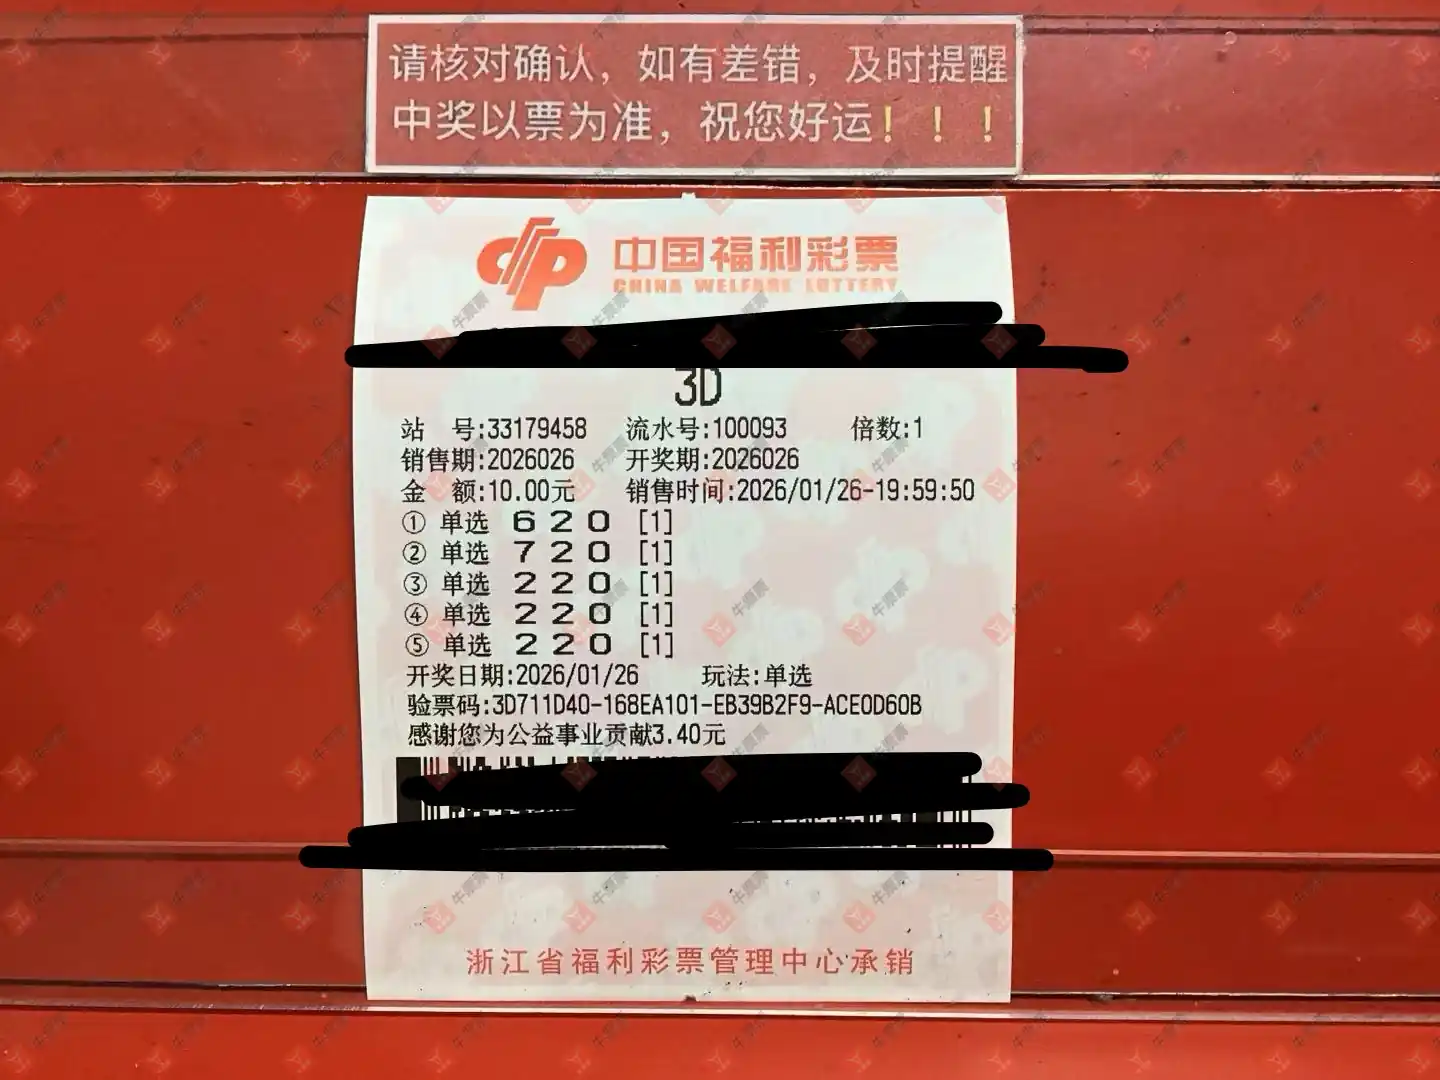 请核对确认，如有差错，及时提醒
中奖以票为准，祝您好运！！！
中国福利彩票
CHINA WELFARE LOTTERY
3D
站 号:33179458 流水号:100093 倍数:1
销售期:2026026 开奖期:2026026
金 额:10.00元 销售时间:2026/01/26-19:59:50
① 单选 6 2 0 [1]
② 单选 7 2 0 [1]
③ 单选 2 2 0 [1]
④ 单选 2 2 0 [1]
⑤ 单选 2 2 0 [1]
开奖日期:2026/01/26 玩法:单选
验票码:3D711D40-168EA101-EB39B2F9-ACE0D60B
感谢您为公益事业贡献3.40元
浙江省福利彩票管理中心承销